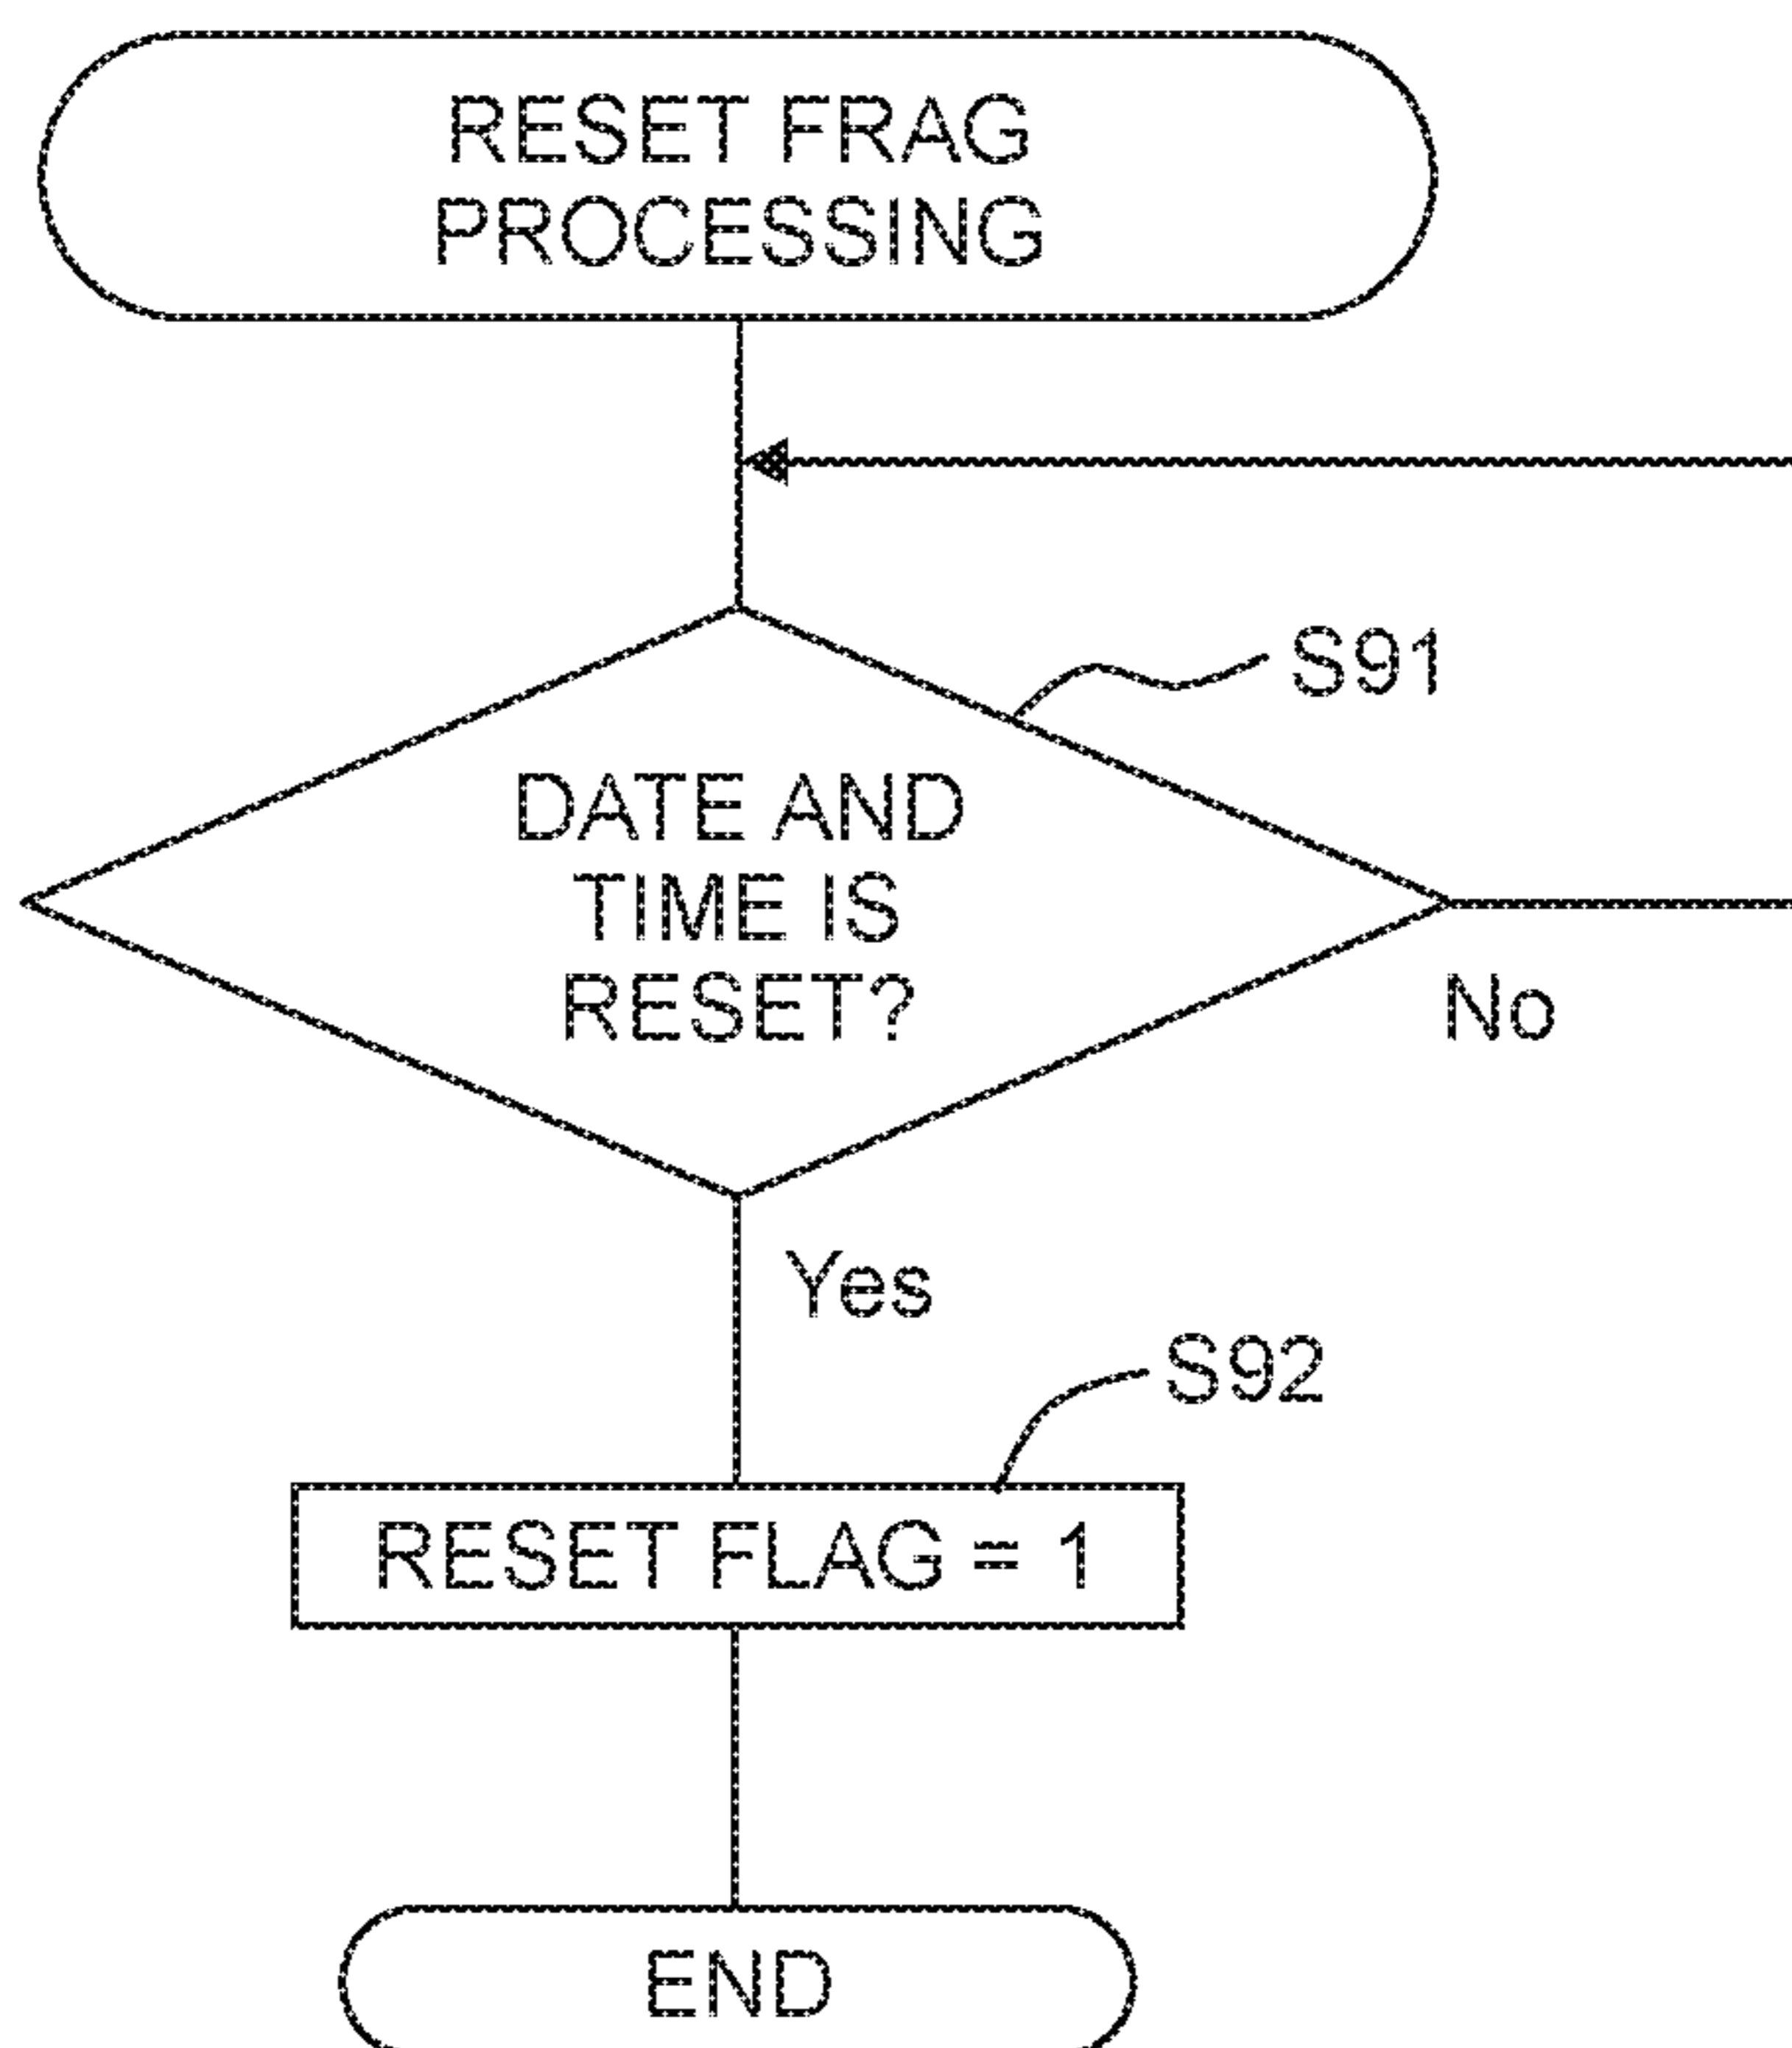 RESET FRAG
PROCESSING
S91
DATE AND
TIME IS
RESET?
No
Yes
S92
RESET FLAG = 1
END